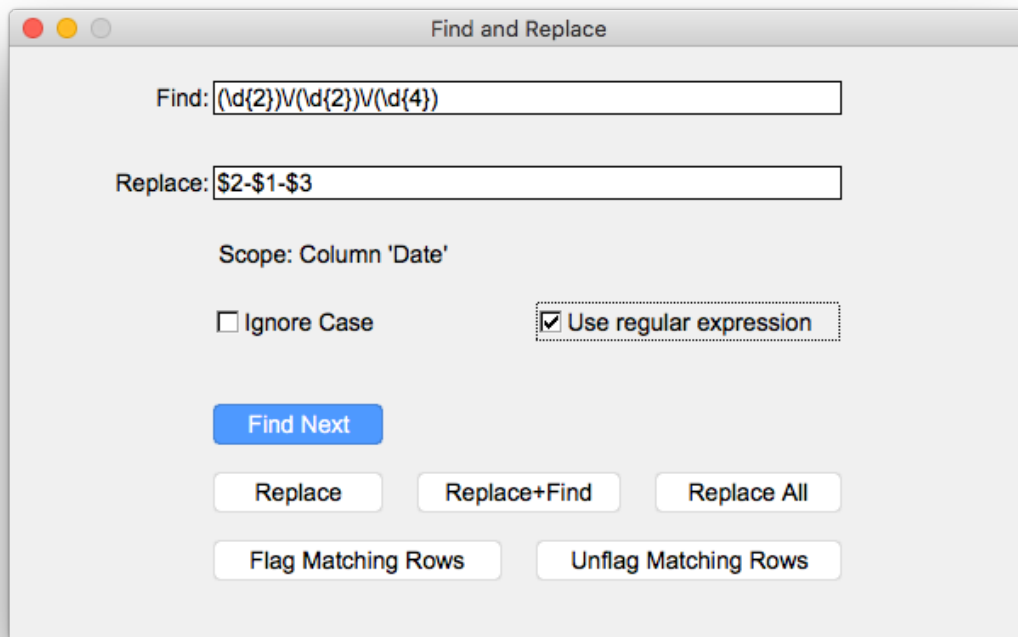 Find and Replace
Find: (\d{2})\/(\d{2})\/(\d{4})
Replace: $2-$1-$3
Scope: Column 'Date'
Ignore Case Use regular expression
Find Next
Replace Replace+Find Replace All
Flag Matching Rows Unflag Matching Rows